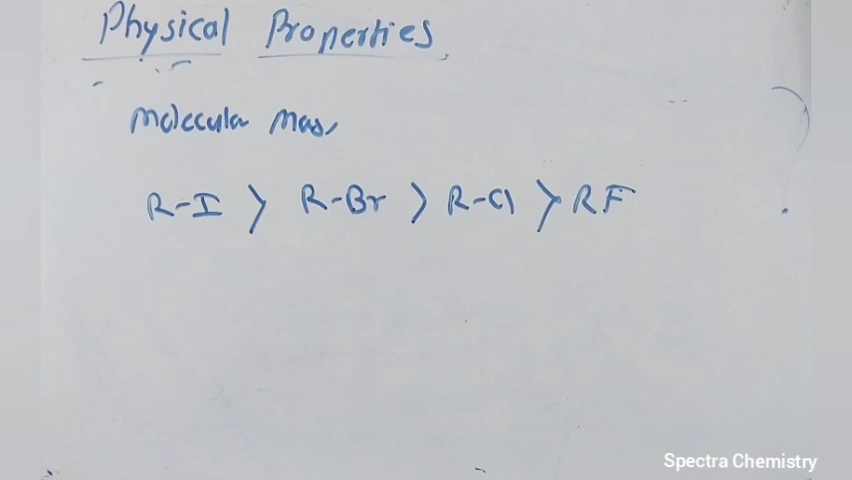 Physical Properties
Molecular Mass
R-I > R-Br > R-Cl > RF
Spectra Chemistry